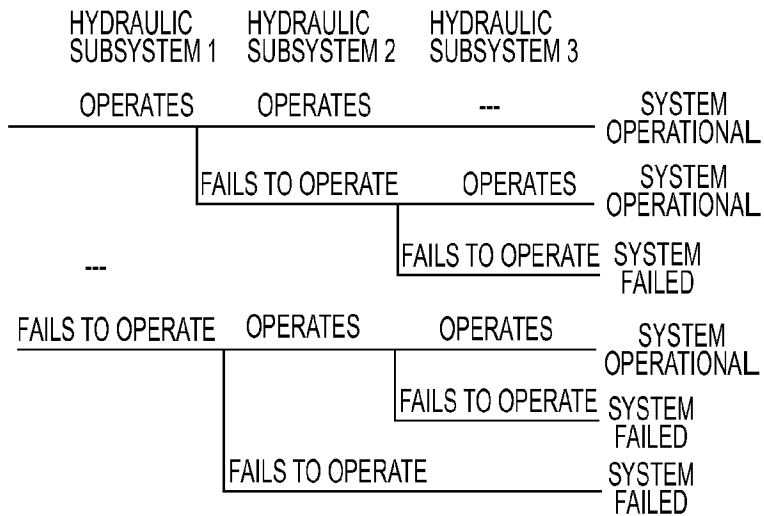 HYDRAULIC HYDRAULIC HYDRAULIC
SUBSYSTEM 1 SUBSYSTEM 2 SUBSYSTEM 3
OPERATES OPERATES --- SYSTEM
OPERATIONAL
FAILS TO OPERATE OPERATES SYSTEM
OPERATIONAL
FAILS TO OPERATE SYSTEM
FAILED
---
FAILS TO OPERATE OPERATES OPERATES SYSTEM
OPERATIONAL
FAILS TO OPERATE SYSTEM
FAILED
FAILS TO OPERATE SYSTEM
FAILED